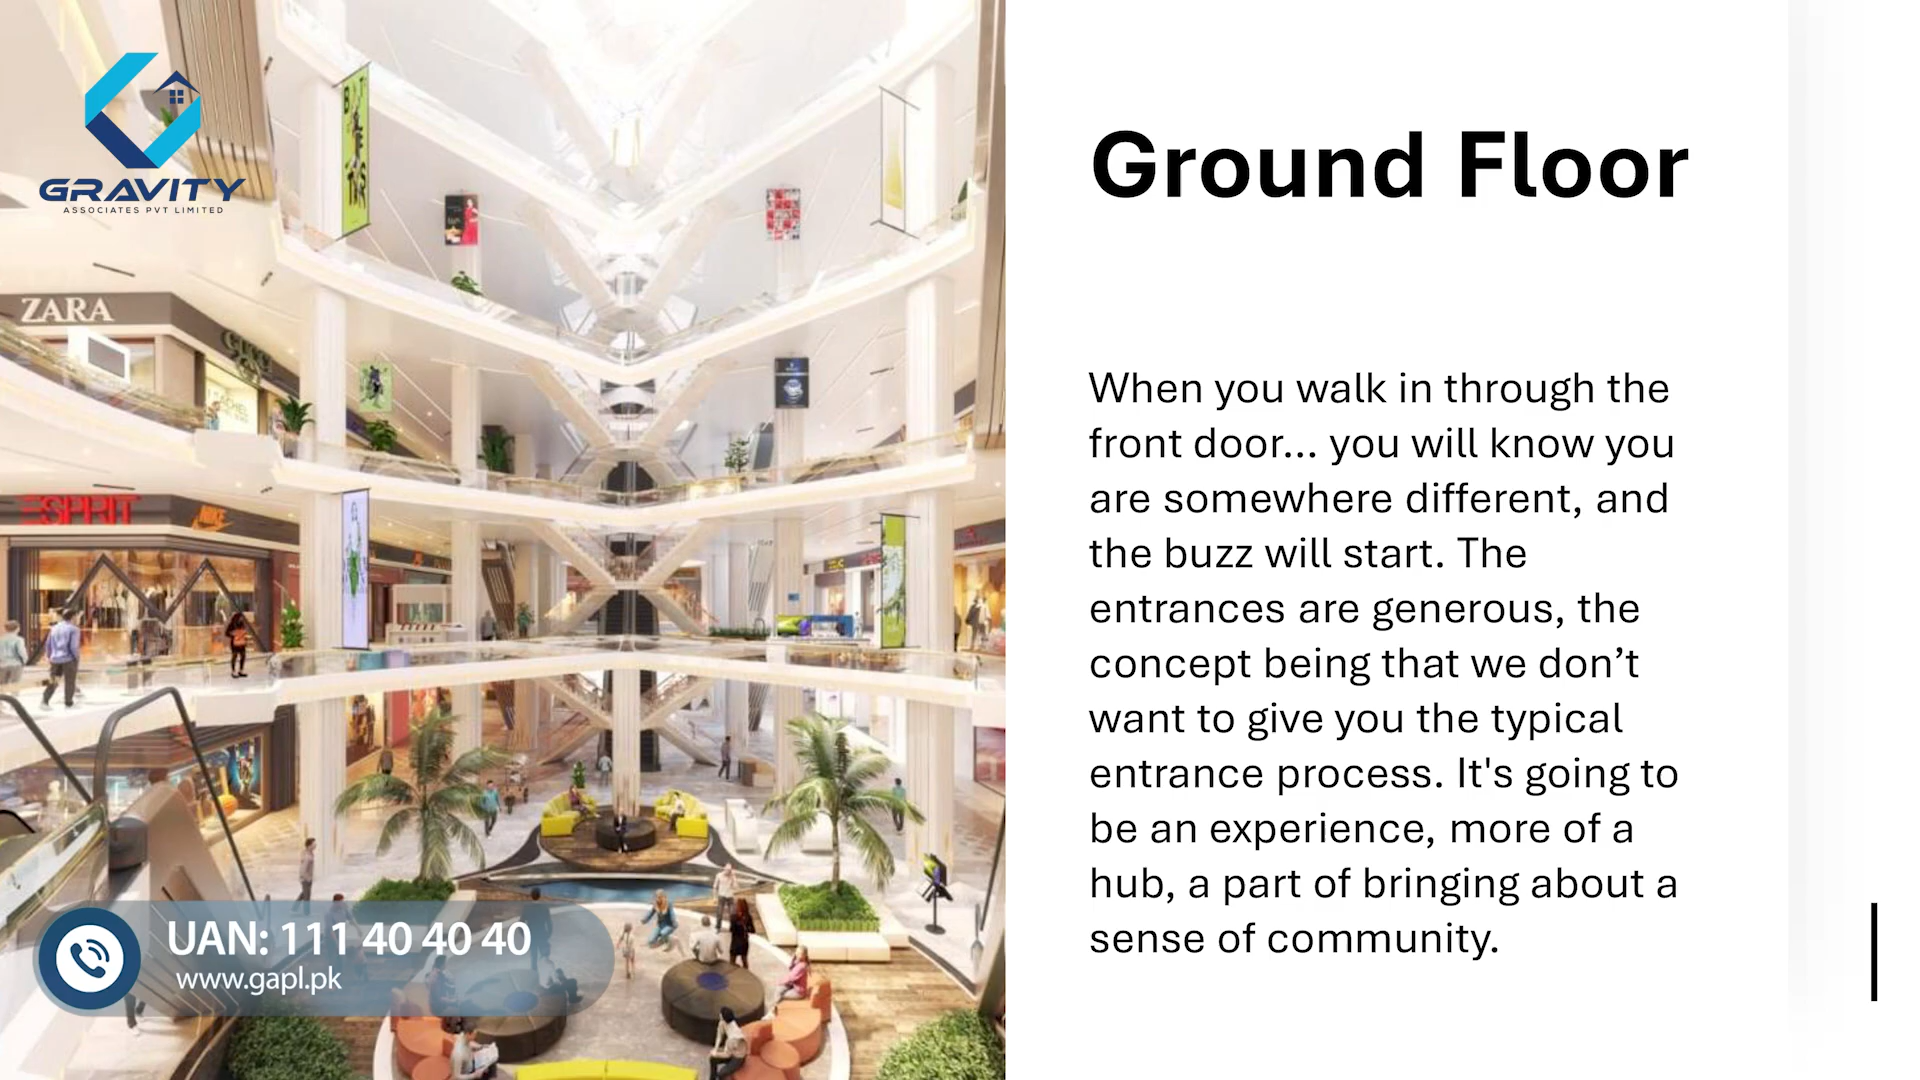 GRAVITY
ASSOCIATES PVT LIMITED
ZARA
GUCCI
ESPRIT
NIKE
UAN: 111 40 40 40
www.gapl.pk
Ground Floor
When you walk in through the
front door... you will know you
are somewhere different, and
the buzz will start. The
entrances are generous, the
concept being that we don’t
want to give you the typical
entrance process. It's going to
be an experience, more of a
hub, a part of bringing about a
sense of community.